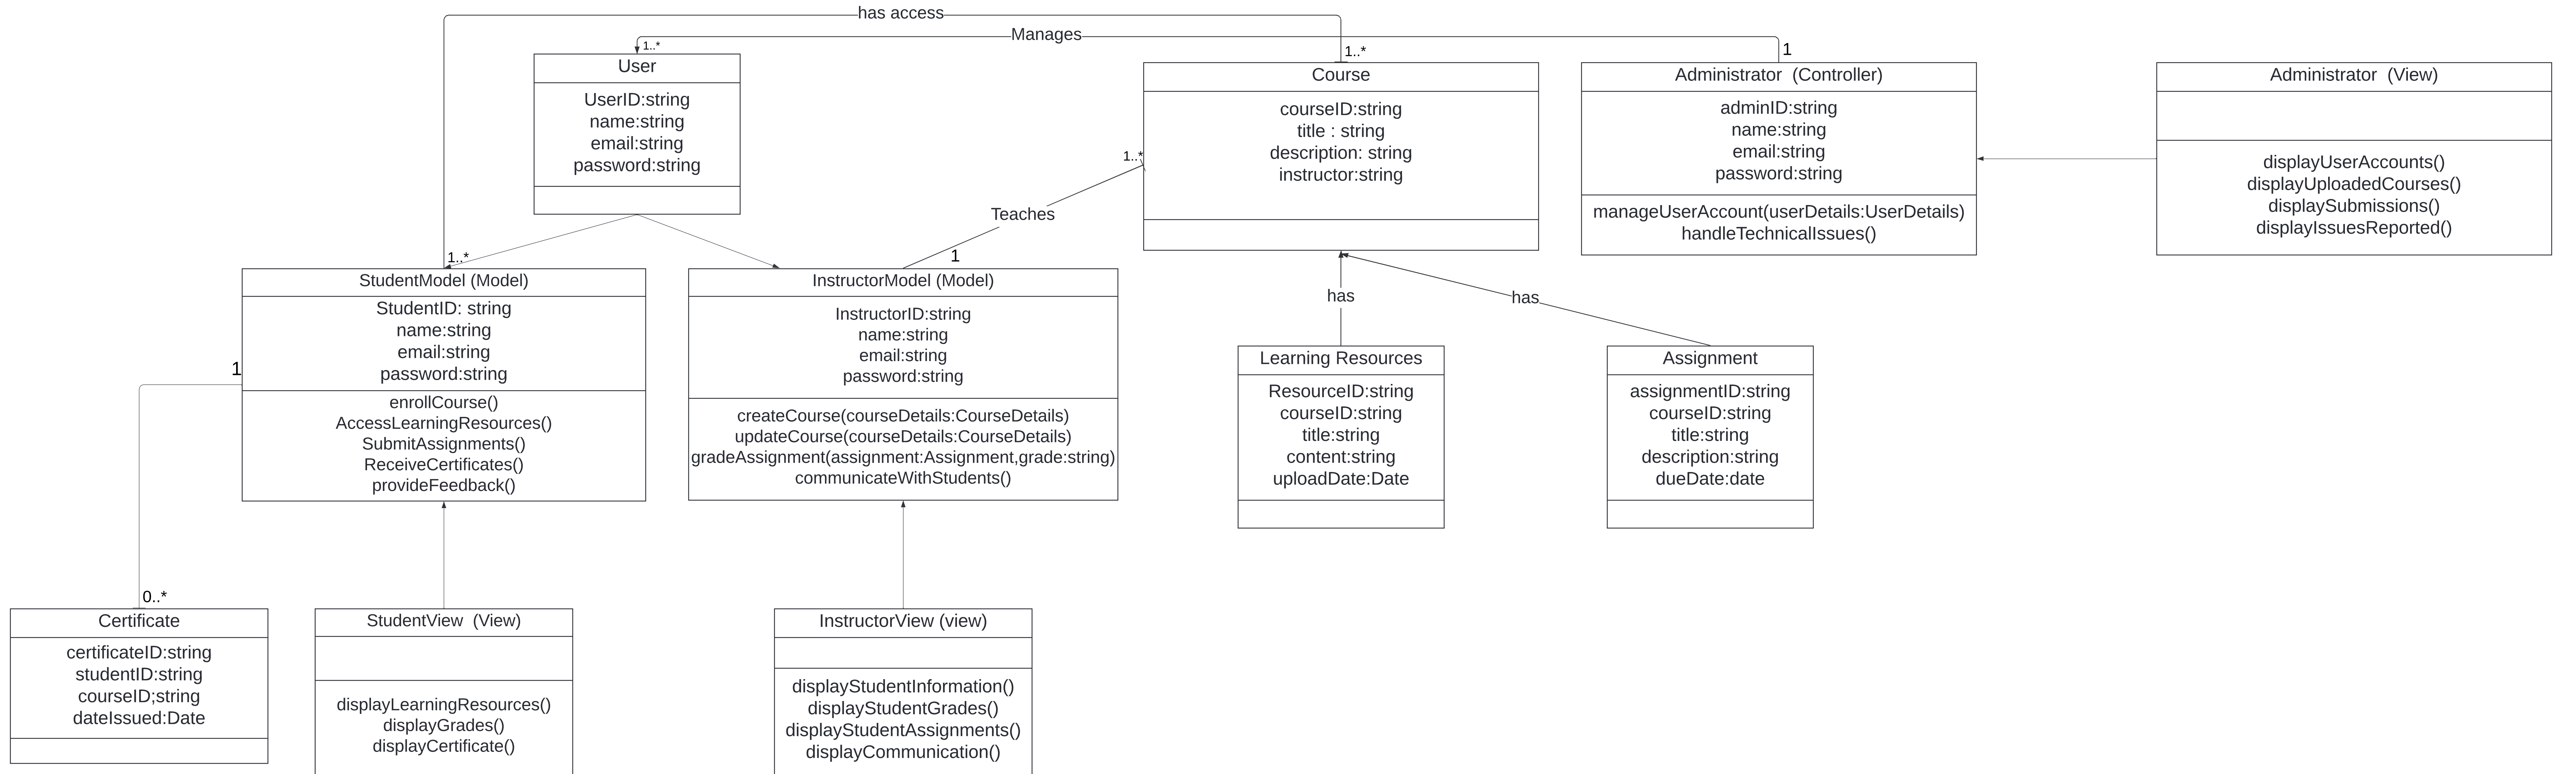 has access
Manages
1..*
1..*
1
User
UserID:string
name:string
email:string
password:string
Course
courseID:string
title : string
description: string
instructor:string
1..*
Administrator  (Controller)
adminID:string
name:string
email:string
password:string
manageUserAccount(userDetails:UserDetails)
handleTechnicalIssues()
Administrator  (View)
displayUserAccounts()
displayUploadedCourses()
displaySubmissions()
displayIssuesReported()
Teaches
1
1..*
StudentModel (Model)
StudentID: string
name:string
email:string
password:string
enrollCourse()
AccessLearningResources()
SubmitAssignments()
ReceiveCertificates()
provideFeedback()
1
InstructorModel (Model)
InstructorID:string
name:string
email:string
password:string
createCourse(courseDetails:CourseDetails)
updateCourse(courseDetails:CourseDetails)
gradeAssignment(assignment:Assignment,grade:string)
communicateWithStudents()
has
has
Learning Resources
ResourceID:string
courseID:string
title:string
content:string
uploadDate:Date
Assignment
assignmentID:string
courseID:string
title:string
description:string
dueDate:date
0..*
Certificate
certificateID:string
studentID:string
courseID;string
dateIssued:Date
StudentView  (View)
displayLearningResources()
displayGrades()
displayCertificate()
InstructorView (view)
displayStudentInformation()
displayStudentGrades()
displayStudentAssignments()
displayCommunication()